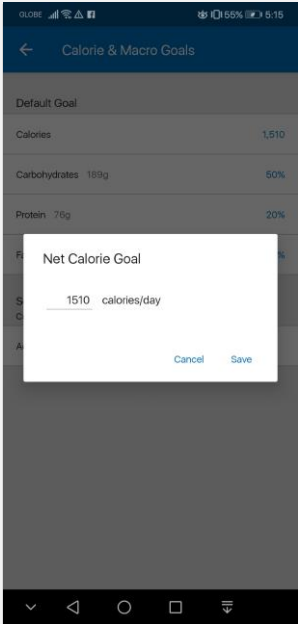 GLOBE 55% 5:15
Calorie & Macro Goals
Default Goal
Calories 1,510
Carbohydrates 189g 50%
Protein 76g 20%
Fa %
Net Calorie Goal
1510 calories/day
S
C
A
Cancel Save